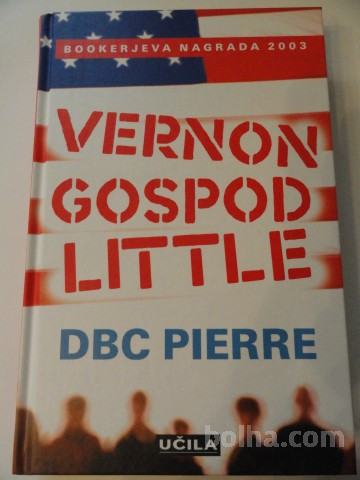 BOOKERJEVA NAGRADA 2003
VERNON
GOSPOD
LITTLE
DBC PIERRE
UČILA
bolha.com